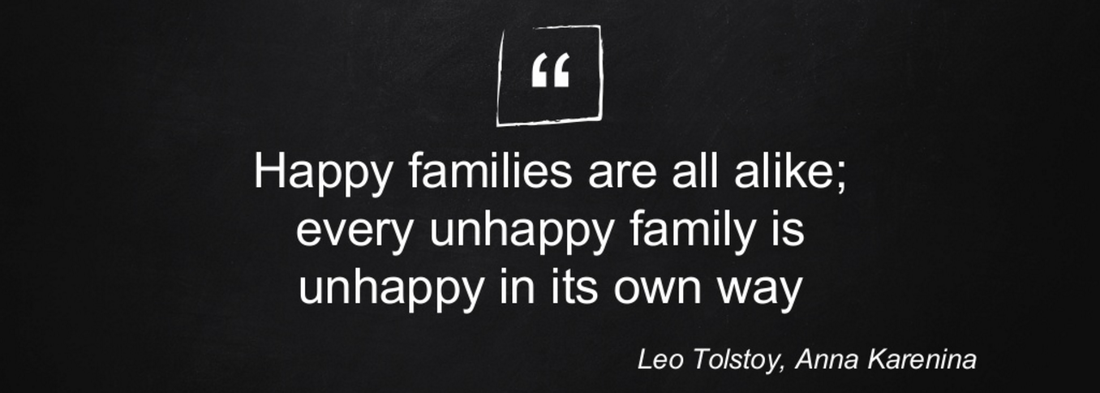 “
Happy families are all alike;
every unhappy family is
unhappy in its own way
Leo Tolstoy, Anna Karenina